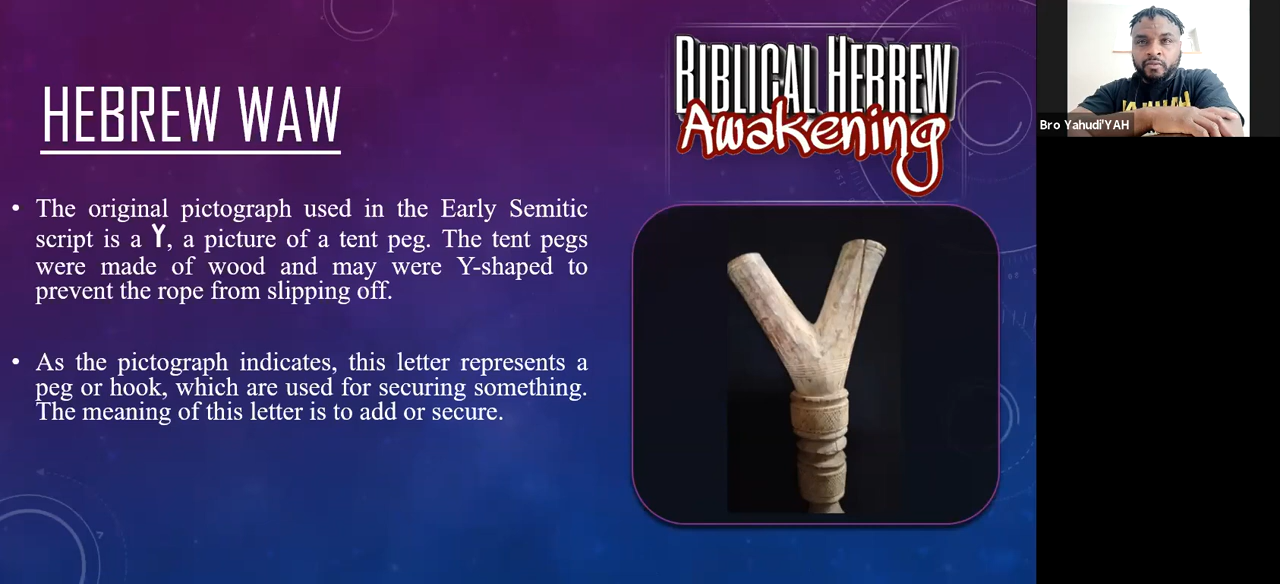 HEBREW WAW
• The original pictograph used in the Early Semitic
script is a Y, a picture of a tent peg. The tent pegs
were made of wood and may were Y-shaped to
prevent the rope from slipping off.
• As the pictograph indicates, this letter represents a
peg or hook, which are used for securing something.
The meaning of this letter is to add or secure.
BIBLICAL HEBREW
Awakening
Bro Yahudi'YAH